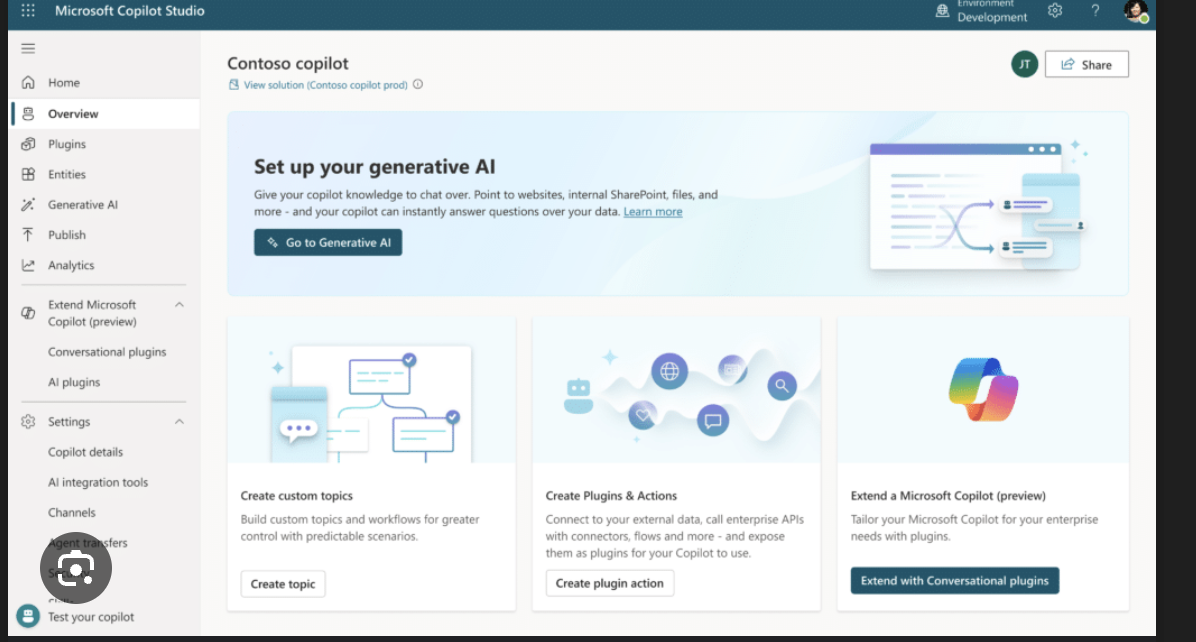 Microsoft Copilot Studio
Environment
Development
?
Contoso copilot
View solution (Contoso copilot prod)
JT
Share
Home
Overview
Plugins
Entities
Generative AI
Publish
Analytics
Extend Microsoft
Copilot (preview)
Conversational plugins
AI plugins
Settings
Copilot details
AI integration tools
Channels
Agent transfers
Test your copilot
Set up your generative AI
Give your copilot knowledge to chat over. Point to websites, internal SharePoint, files, and
more - and your copilot can instantly answer questions over your data. Learn more
Go to Generative AI
Create custom topics
Build custom topics and workflows for greater
control with predictable scenarios.
Create topic
Create Plugins & Actions
Connect to your external data, call enterprise APIs
with connectors, flows and more - and expose
them as plugins for your Copilot to use.
Create plugin action
Extend a Microsoft Copilot (preview)
Tailor your Microsoft Copilot for your enterprise
needs with plugins.
Extend with Conversational plugins